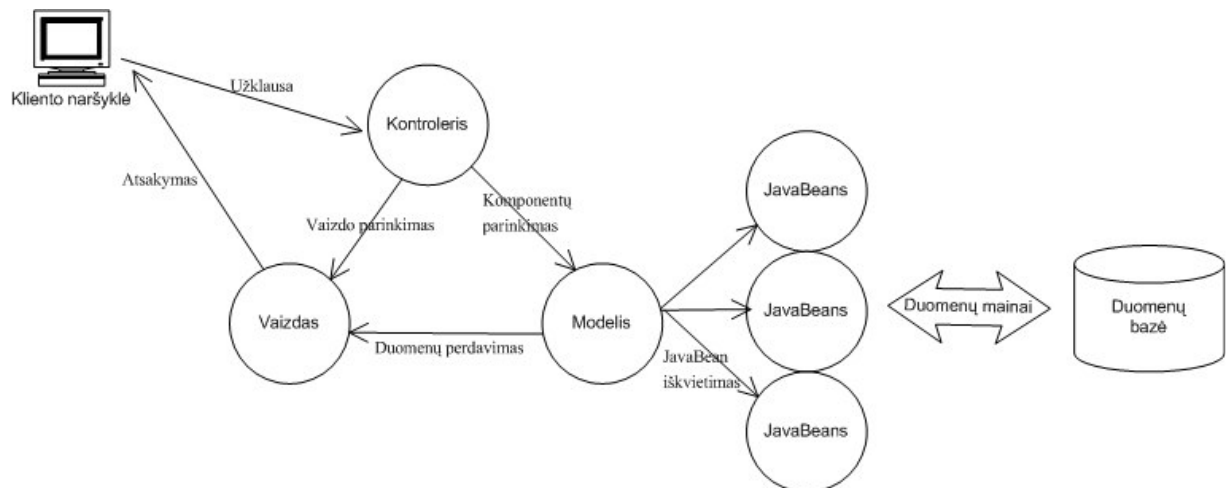 Kliento naršyklė
Užklausa
Kontroleris
Atsakymas
Vaizdo parinkimas
Komponentų
parinkimas
JavaBeans
Vaizdas
Modelis
JavaBeans
Duomenų mainai
Duomenų
bazė
Duomenų perdavimas
JavaBean
iškvietimas
JavaBeans